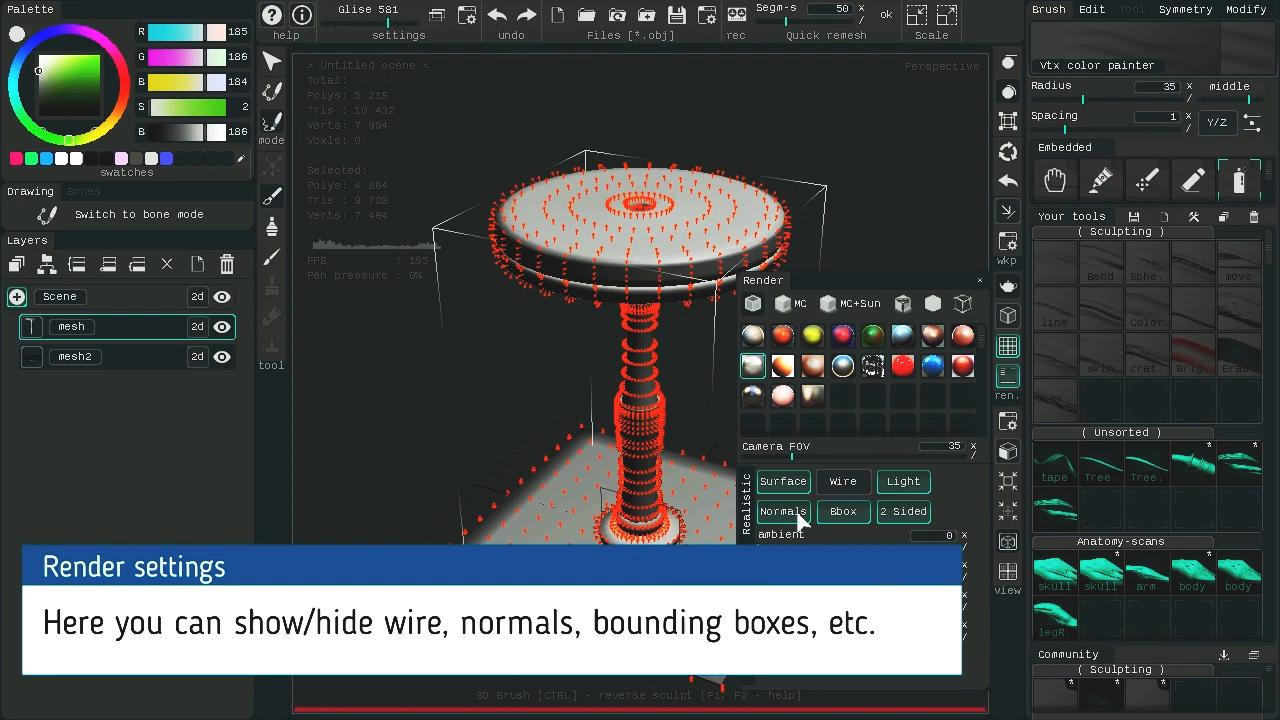 Palette
R 185
G 186
B 184
S 2
B 186
swatches
Drawing Bones
Switch to bone mode
Layers
Scene 2d
mesh 2d
mesh2 2d
help
Glise 581
settings
undo
Files [*.obj]
rec
Segm-s 50 x
ok
Quick remesh
Scale
mode
tool
> Untitled scene <
Total:
Polys: 5 218
Tris : 10 432
Verts: 7 994
Voxls: 0
Selected:
Polys: 4 864
Tris : 9 728
Verts: 7 464
FPS : 195
Pen pressure : 0%
Perspective
Render x
MC MC+Sun
Camera FOV 35 x
Realistic
Surface Wire Light
Normals Bbox 2 Sided
ambient 0 x
Render settings
Here you can show/hide wire, normals, bounding boxes, etc.
3D Brush [CTRL] - reverse sculpt [F1, F2 - help]
wkp
ren.
view
Brush Edit Tool Symmetry Modify
Vtx color painter
Radius 35 x middle
Spacing 1 x Y/Z
Embedded
Your tools
( Sculpting )
Bend Sphe. move
line Color
skin crat. Brig. Eras
( Unsorted )
tape Tree. Tree.
Anatomy-scans
skull skull arm body body
legR.
Community
( Sculpting )